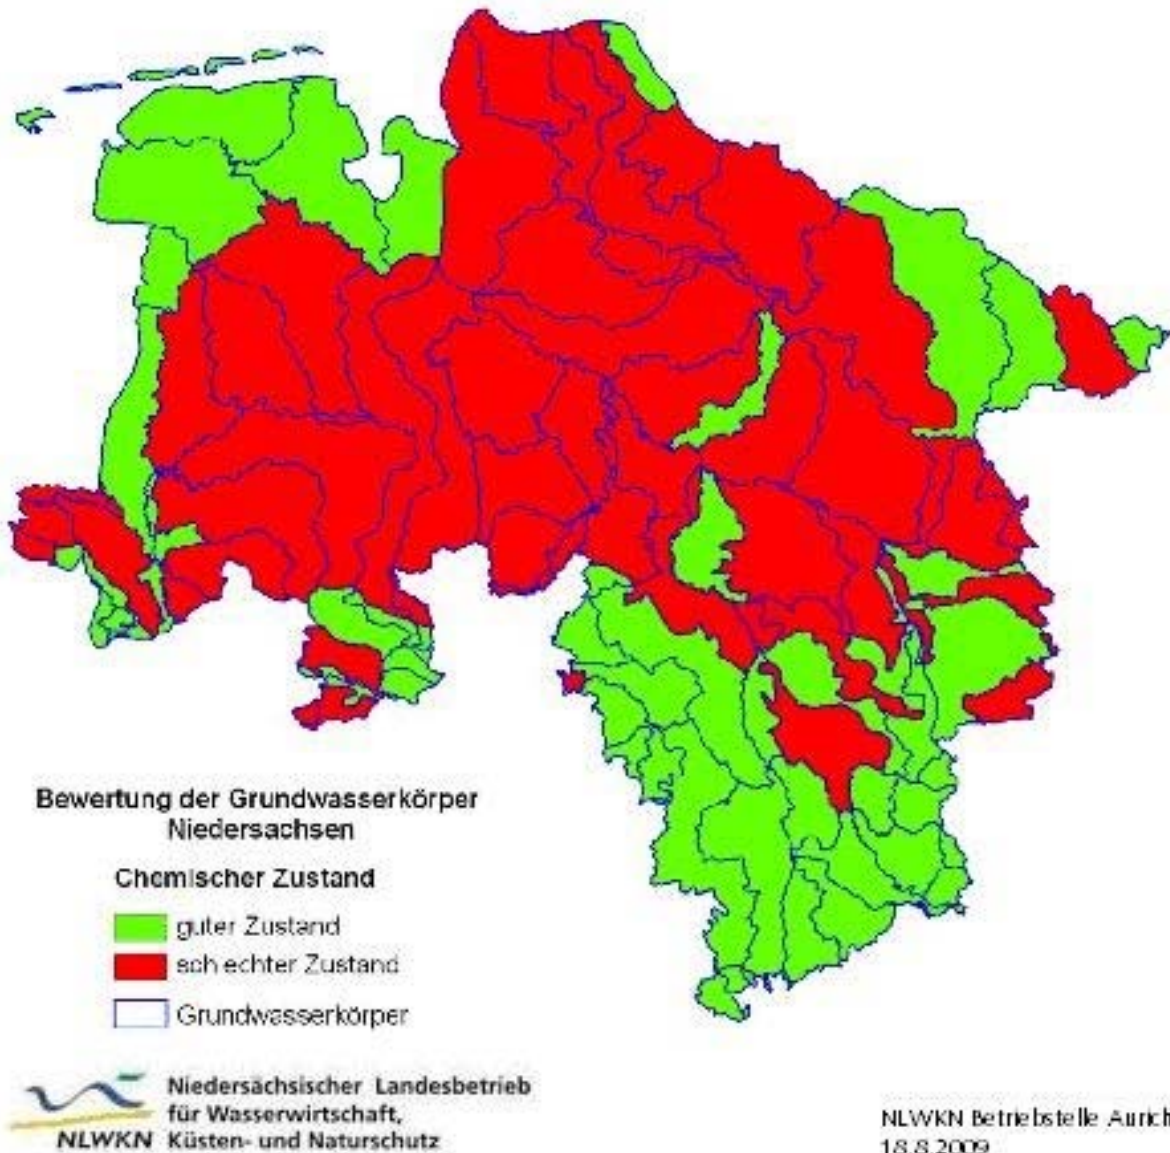 Bewertung der Grundwasserkörper
Niedersachsen
Chemischer Zustand
guter Zustand
schlechter Zustand
Grundwasserkörper
Niedersächsischer Landesbetrieb
für Wasserwirtschaft,
NLWKN Küsten- und Naturschutz
NLWKN Betriebstelle Aurich
18.8.2009